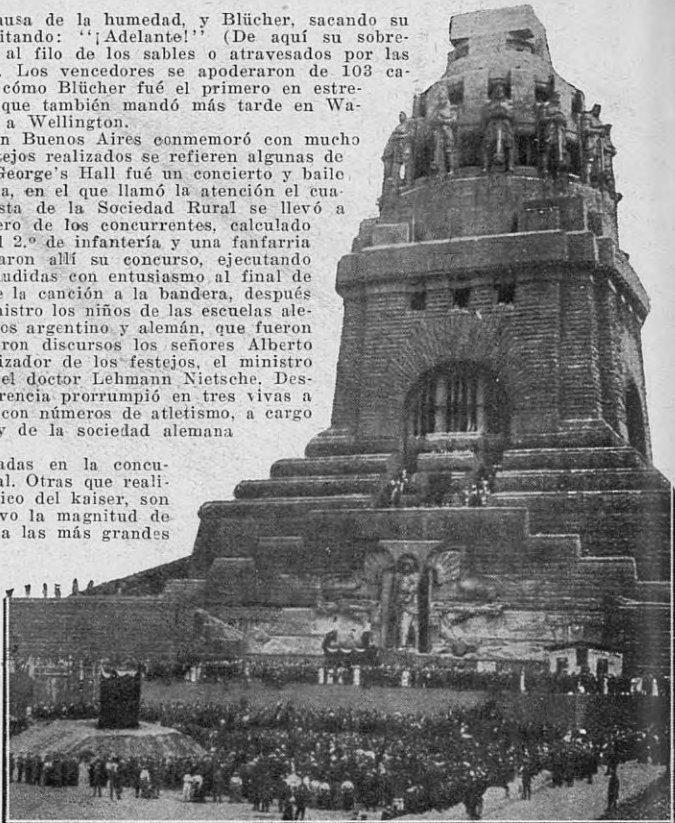 ausa de la humedad, y Blücher, sacando su
itando: "¡Adelante!" (De aquí su sobre-
al filo de los sables o atravesados por las
. Los vencedores se apoderaron de 103 ca-
cómo Blücher fué el primero en estre-
que también mandó más tarde en Wa-
a Wellington.
n Buenos Aires conmemoró con mucho
tejos realizados se refieren algunas de
George's Hall fué un concierto y baile
a, en el que llamó la atención el cua-
sta de la Sociedad Rural se llevó a
ero de los concurrentes, calculado
l 2.º de infantería y una fanfarria
aron allí su concurso, ejecutando
udidas con entusiasmo al final de
e la canción a la bandera, después
nistro los niños de las escuelas ale-
os argentino y alemán, que fueron
ron discursos los señores Alberto
izador de los festejos, el ministro
el doctor Lehmann Nietsche. Des-
rencia prorrumpió en tres vivas a
con números de atletismo, a cargo
y de la sociedad alemana
adas en la concu-
al. Otras que reali-
ico del kaiser, son
vo la magnitud de
a las más grandes